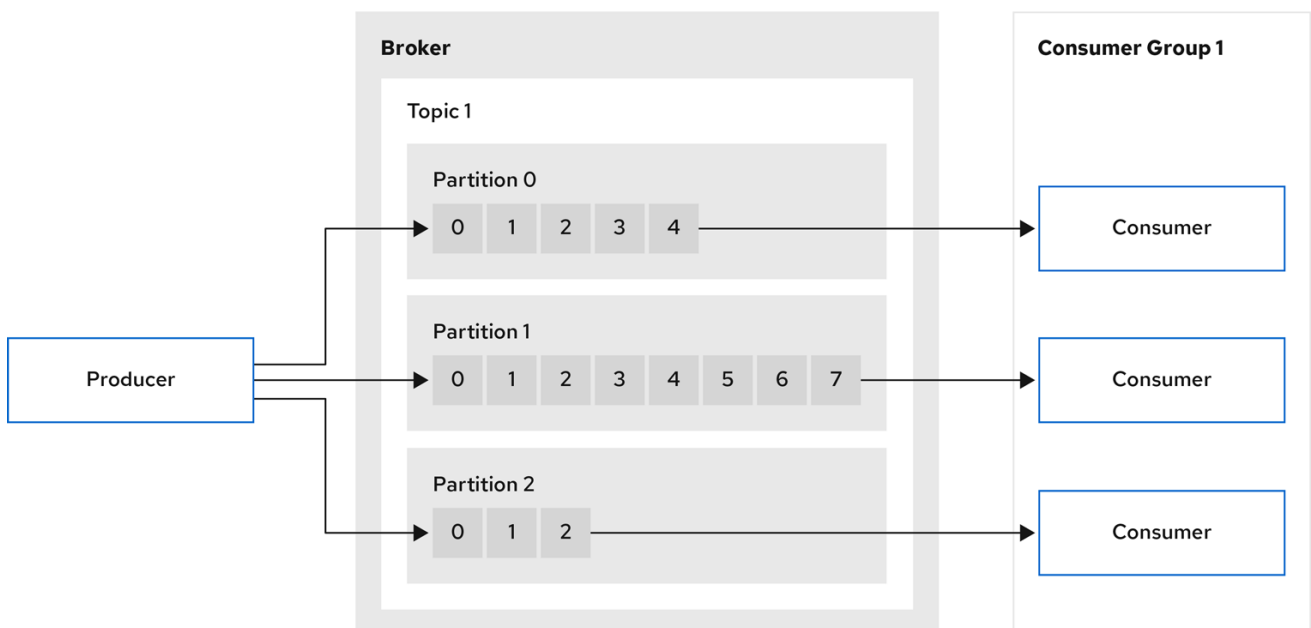 Broker
Consumer Group 1
Topic 1
Partition 0
0 1 2 3 4
Consumer
Partition 1
Producer
0 1 2 3 4 5 6 7
Consumer
Partition 2
0 1 2
Consumer